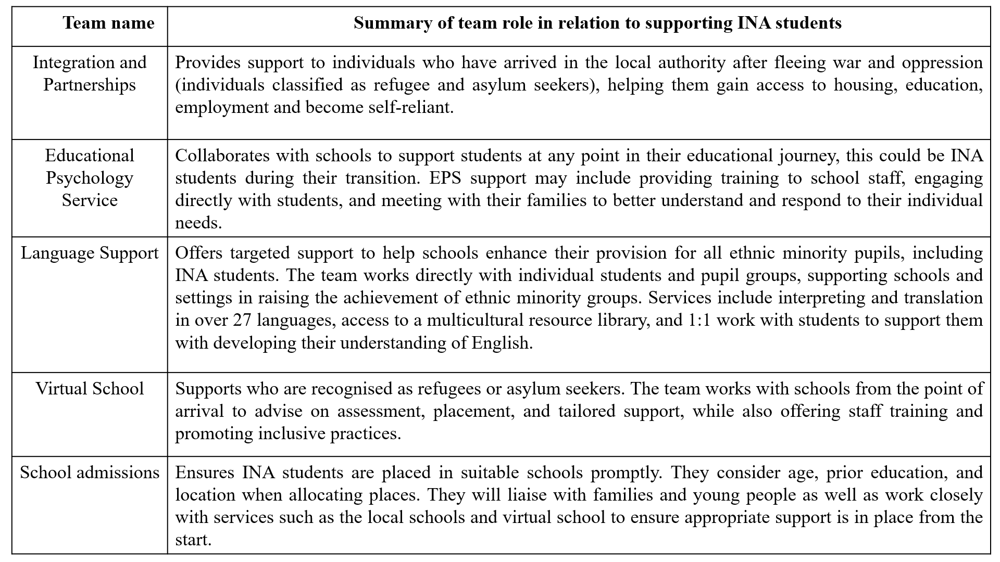 Team name
Summary of team role in relation to supporting INA students
Integration and
Partnerships
Provides support to individuals who have arrived in the local authority after fleeing war and oppression
(individuals classified as refugee and asylum seekers), helping them gain access to housing, education,
employment and become self-reliant.
Educational
Psychology
Service
Collaborates with schools to support students at any point in their educational journey, this could be INA
students during their transition. EPS support may include providing training to school staff, engaging
directly with students, and meeting with their families to better understand and respond to their individual
needs.
Language Support
Offers targeted support to help schools enhance their provision for all ethnic minority pupils, including
INA students. The team works directly with individual students and pupil groups, supporting schools and
settings in raising the achievement of ethnic minority groups. Services include interpreting and translation
in over 27 languages, access to a multicultural resource library, and 1:1 work with students to support them
with developing their understanding of English.
Virtual School
Supports who are recognised as refugees or asylum seekers. The team works with schools from the point of
arrival to advise on assessment, placement, and tailored support, while also offering staff training and
promoting inclusive practices.
School admissions
Ensures INA students are placed in suitable schools promptly. They consider age, prior education, and
location when allocating places. They will liaise with families and young people as well as work closely
with services such as the local schools and virtual school to ensure appropriate support is in place from the
start.